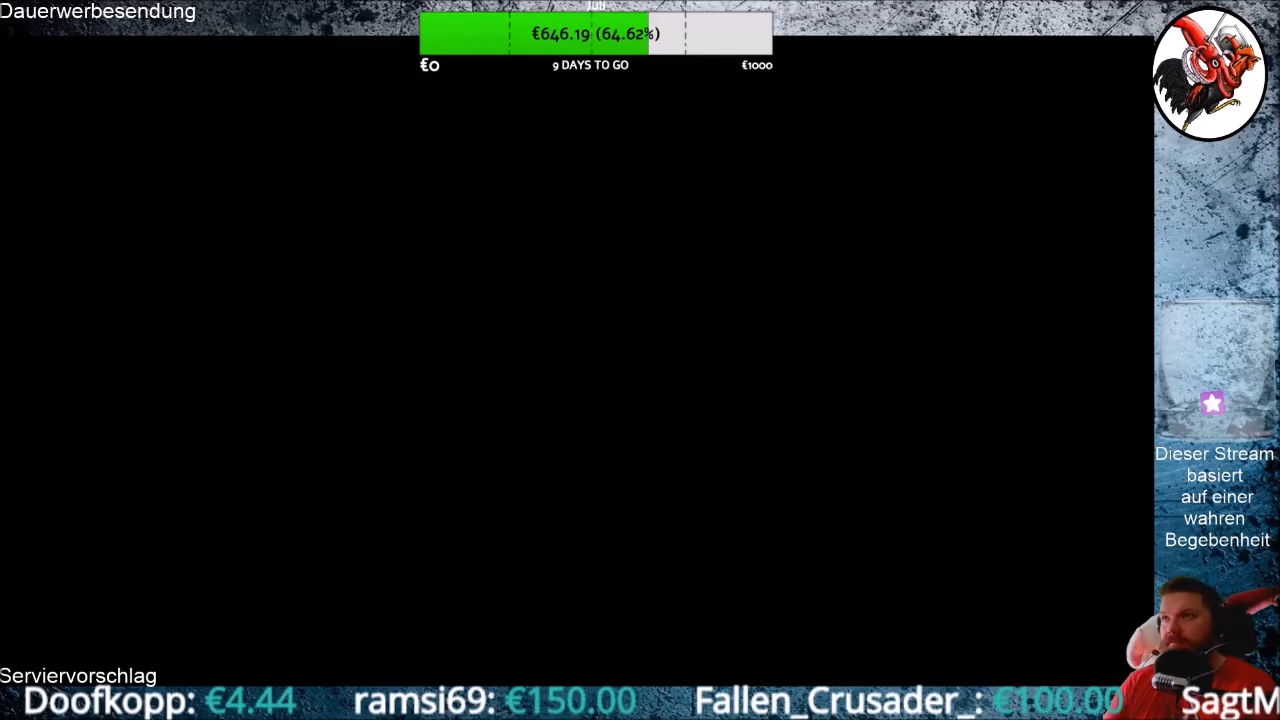 Dauerwerbesendung
Juli
€646.19 (64.62%)
€0
9 DAYS TO GO
€1000
Dieser Stream
basiert
auf einer
wahren
Begebenheit
Serviervorschlag
Doofkopp: €4.44 ramsi69: €150.00 Fallen_Crusader_: €100.00 SagtM